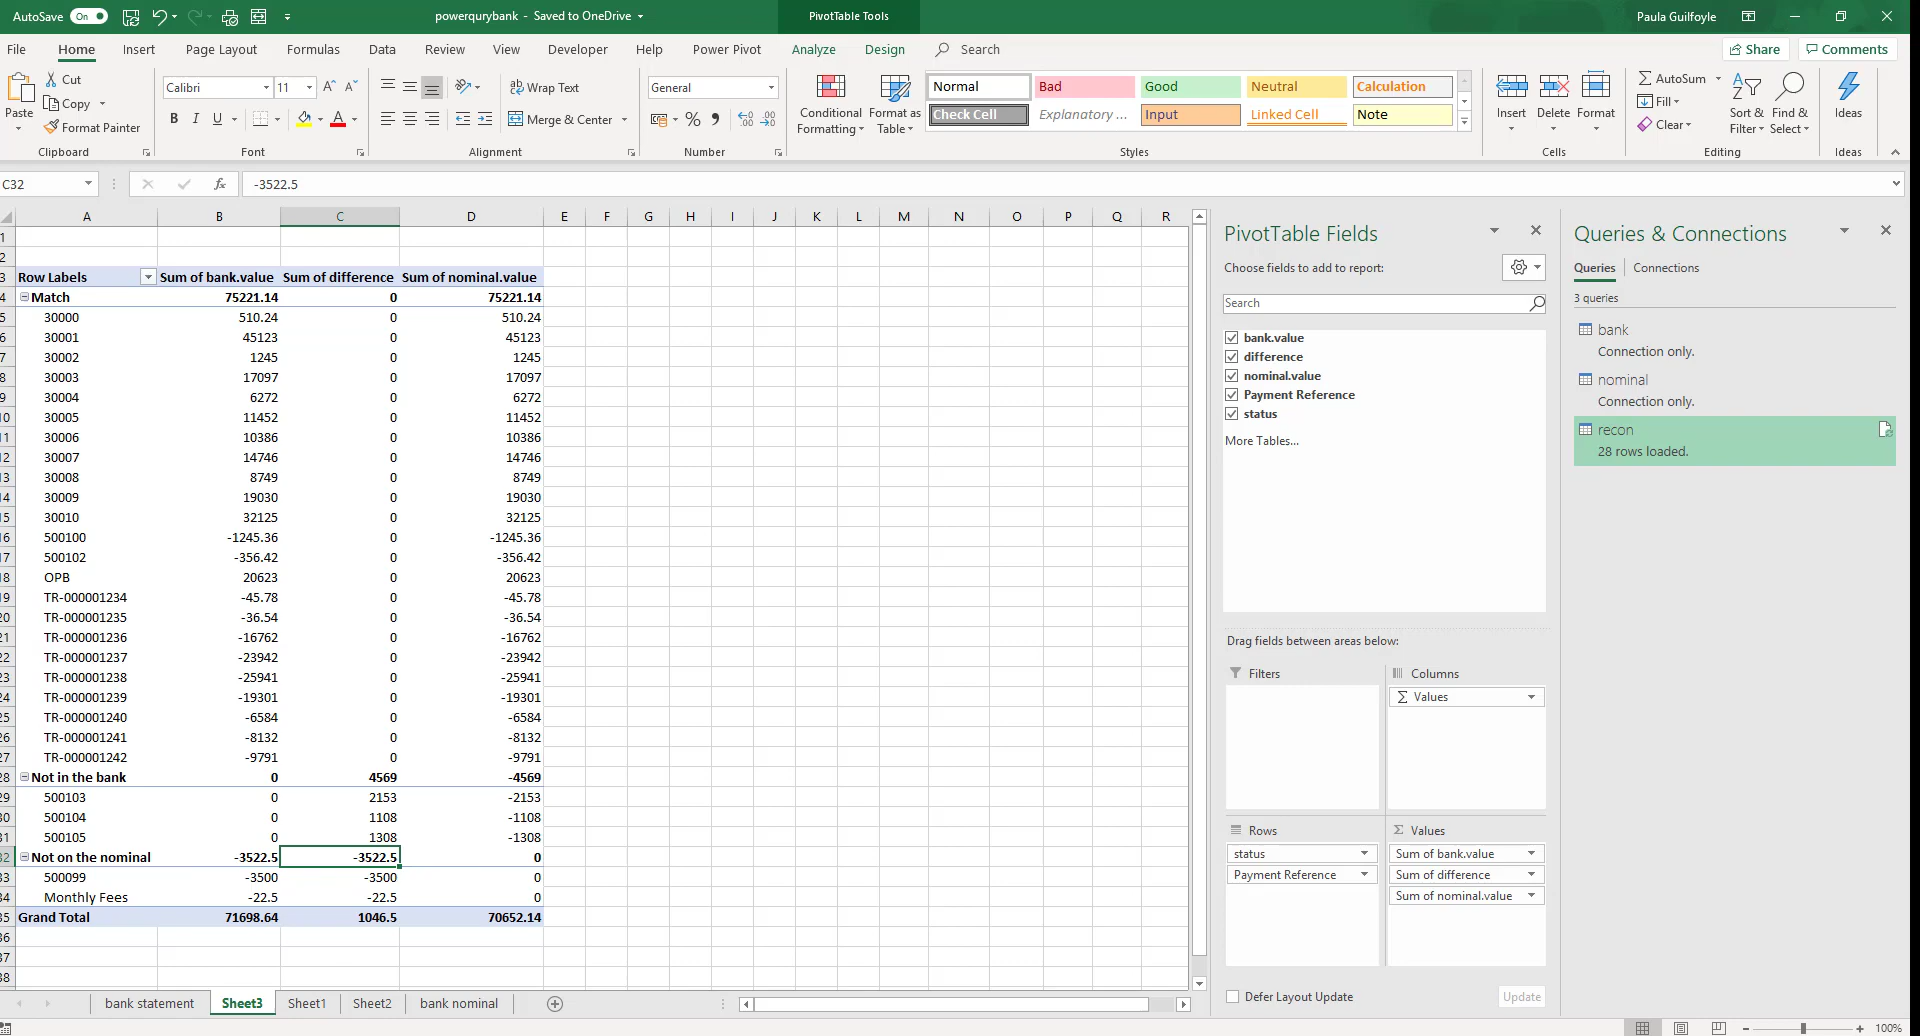 AutoSave On powerqurybank - Saved to OneDrive PivotTable Tools Paula Guilfoyle
File Home Insert Page Layout Formulas Data Review View Developer Help Power Pivot Analyze Design Search Share Comments
Paste
Cut
Copy
Format Painter
Clipboard
Calibri 11 A A
B I U A
Font
Wrap Text
Merge & Center
Alignment
General
% , .0 .00
Number
Conditional Formatting
Format as Table
Normal Bad Good Neutral Calculation
Check Cell Explanatory ... Input Linked Cell Note
Styles
Insert Delete Format
Cells
AutoSum
Fill
Clear
Sort & Filter
Find & Select
Editing
Ideas
Ideas
C32 fx -3522.5
A B C D E F G H I J K L M N O P Q R
1
2
3 Row Labels Sum of bank.value Sum of difference Sum of nominal.value
4 Match 75221.14 0 75221.14
5 30000 510.24 0 510.24
6 30001 45123 0 45123
7 30002 1245 0 1245
8 30003 17097 0 17097
9 30004 6272 0 6272
10 30005 11452 0 11452
11 30006 10386 0 10386
12 30007 14746 0 14746
13 30008 8749 0 8749
14 30009 19030 0 19030
15 30010 32125 0 32125
16 500100 -1245.36 0 -1245.36
17 500102 -356.42 0 -356.42
18 OPB 20623 0 20623
19 TR-000001234 -45.78 0 -45.78
20 TR-000001235 -36.54 0 -36.54
21 TR-000001236 -16762 0 -16762
22 TR-000001237 -23942 0 -23942
23 TR-000001238 -25941 0 -25941
24 TR-000001239 -19301 0 -19301
25 TR-000001240 -6584 0 -6584
26 TR-000001241 -8132 0 -8132
27 TR-000001242 -9791 0 -9791
28 Not in the bank 0 4569 -4569
29 500103 0 2153 -2153
30 500104 0 1108 -1108
31 500105 0 1308 -1308
32 Not on the nominal -3522.5 -3522.5 0
33 500099 -3500 -3500 0
34 Monthly Fees -22.5 -22.5 0
35 Grand Total 71698.64 1046.5 70652.14
36
37
38
bank statement Sheet3 Sheet1 Sheet2 bank nominal
PivotTable Fields
Choose fields to add to report:
Search
bank.value
difference
nominal.value
Payment Reference
status
More Tables...
Drag fields between areas below:
Filters
Columns
Σ Values
Rows
status
Payment Reference
Σ Values
Sum of bank.value
Sum of difference
Sum of nominal.value
Defer Layout Update Update
Queries & Connections
Queries Connections
3 queries
bank
Connection only.
nominal
Connection only.
recon
28 rows loaded.
100%